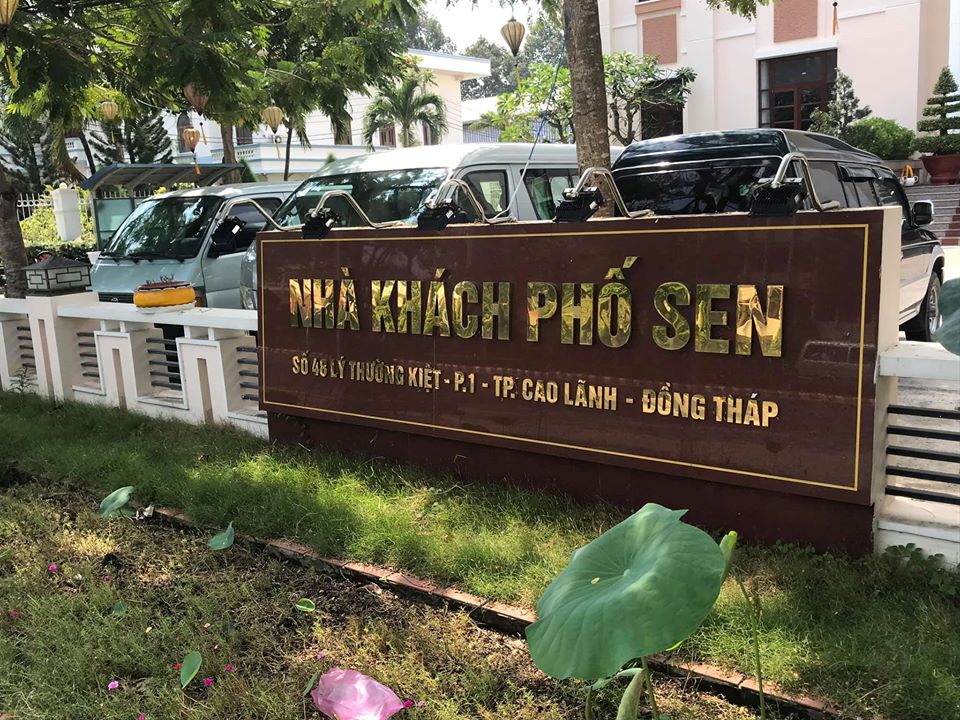 NHÀ KHÁCH PHỐ SEN
SỐ 48 LÝ THƯỜNG KIỆT - P.1 - TP. CAO LÃNH - ĐỒNG THÁP